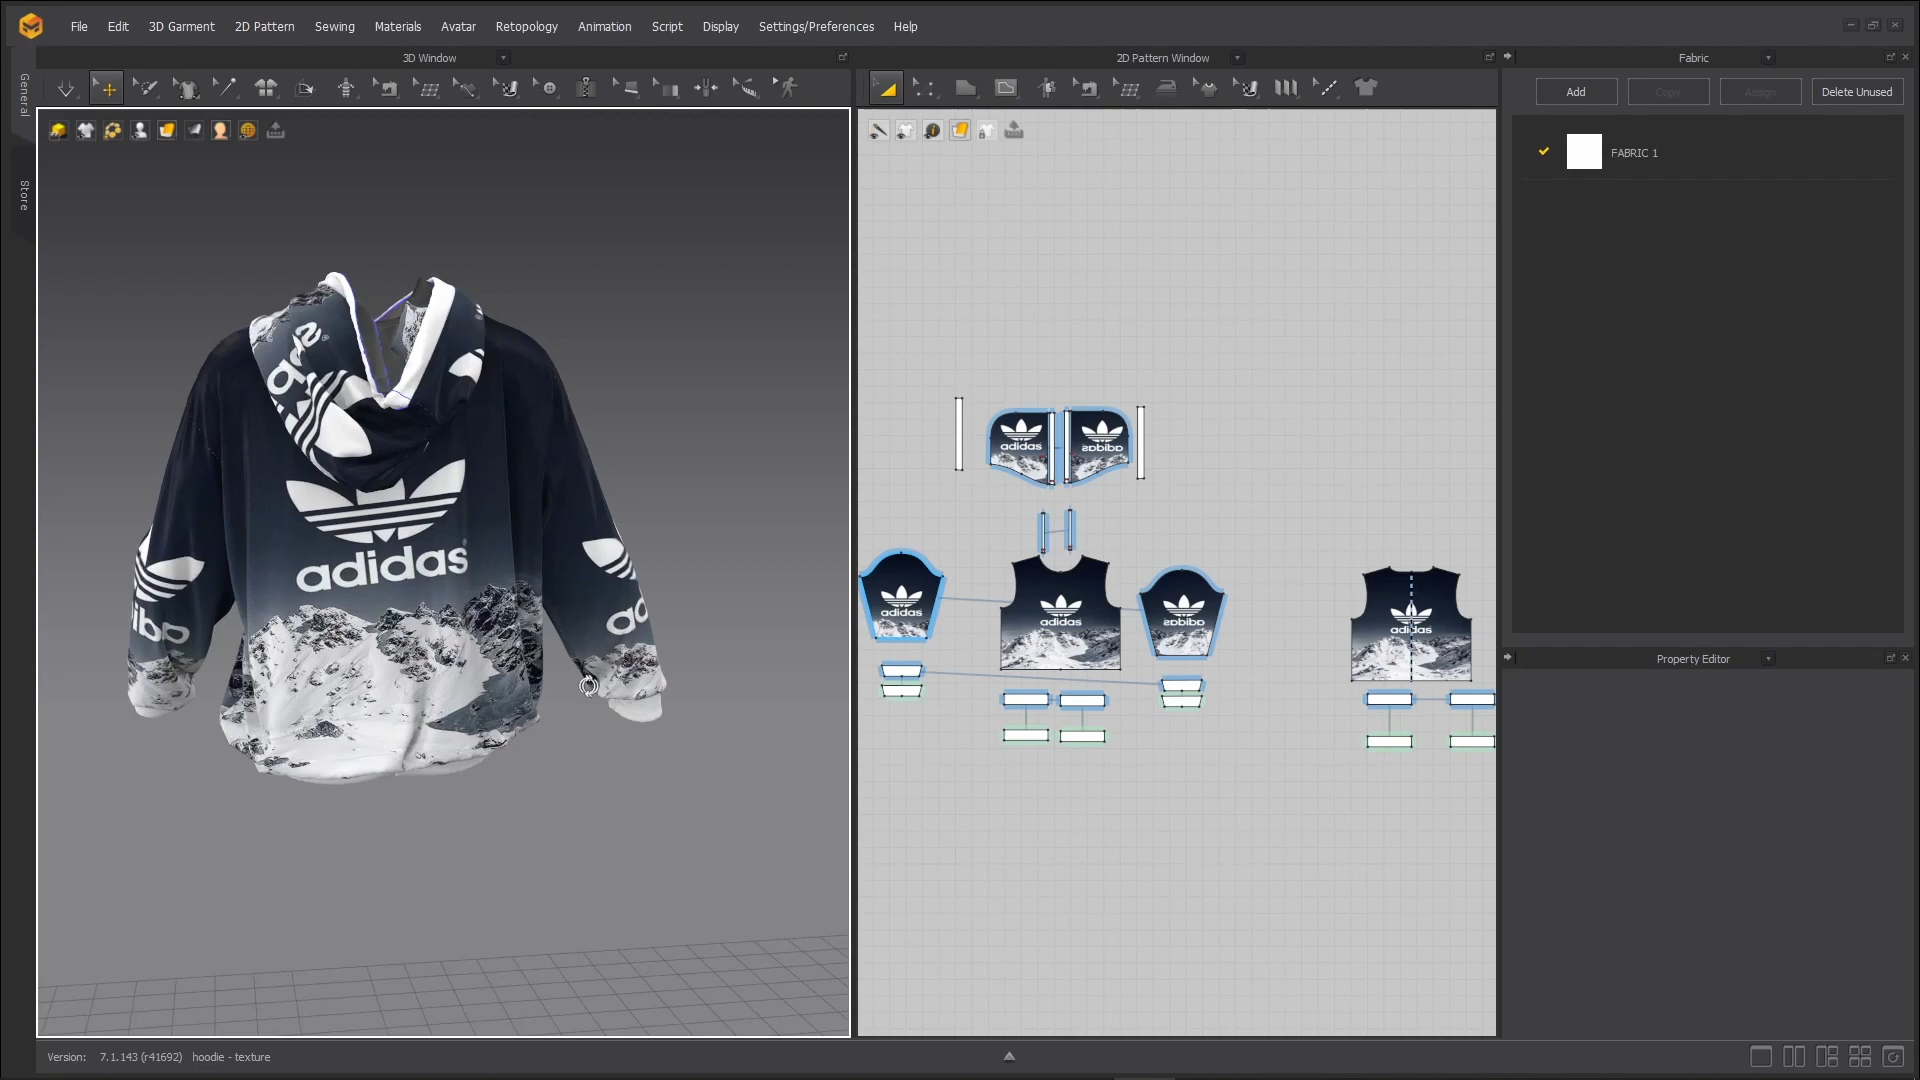 File Edit 3D Garment 2D Pattern Sewing Materials Avatar Retopology Animation Script Display Settings/Preferences Help
3D Window
2D Pattern Window
Fabric
General
Store
Add Copy Assign Delete Unused
FABRIC 1
adidas
adidas
adidas
adidas
adidas
adidas
adidas
adidas
Property Editor
Version: 7.1.143 (r41692) hoodie - texture